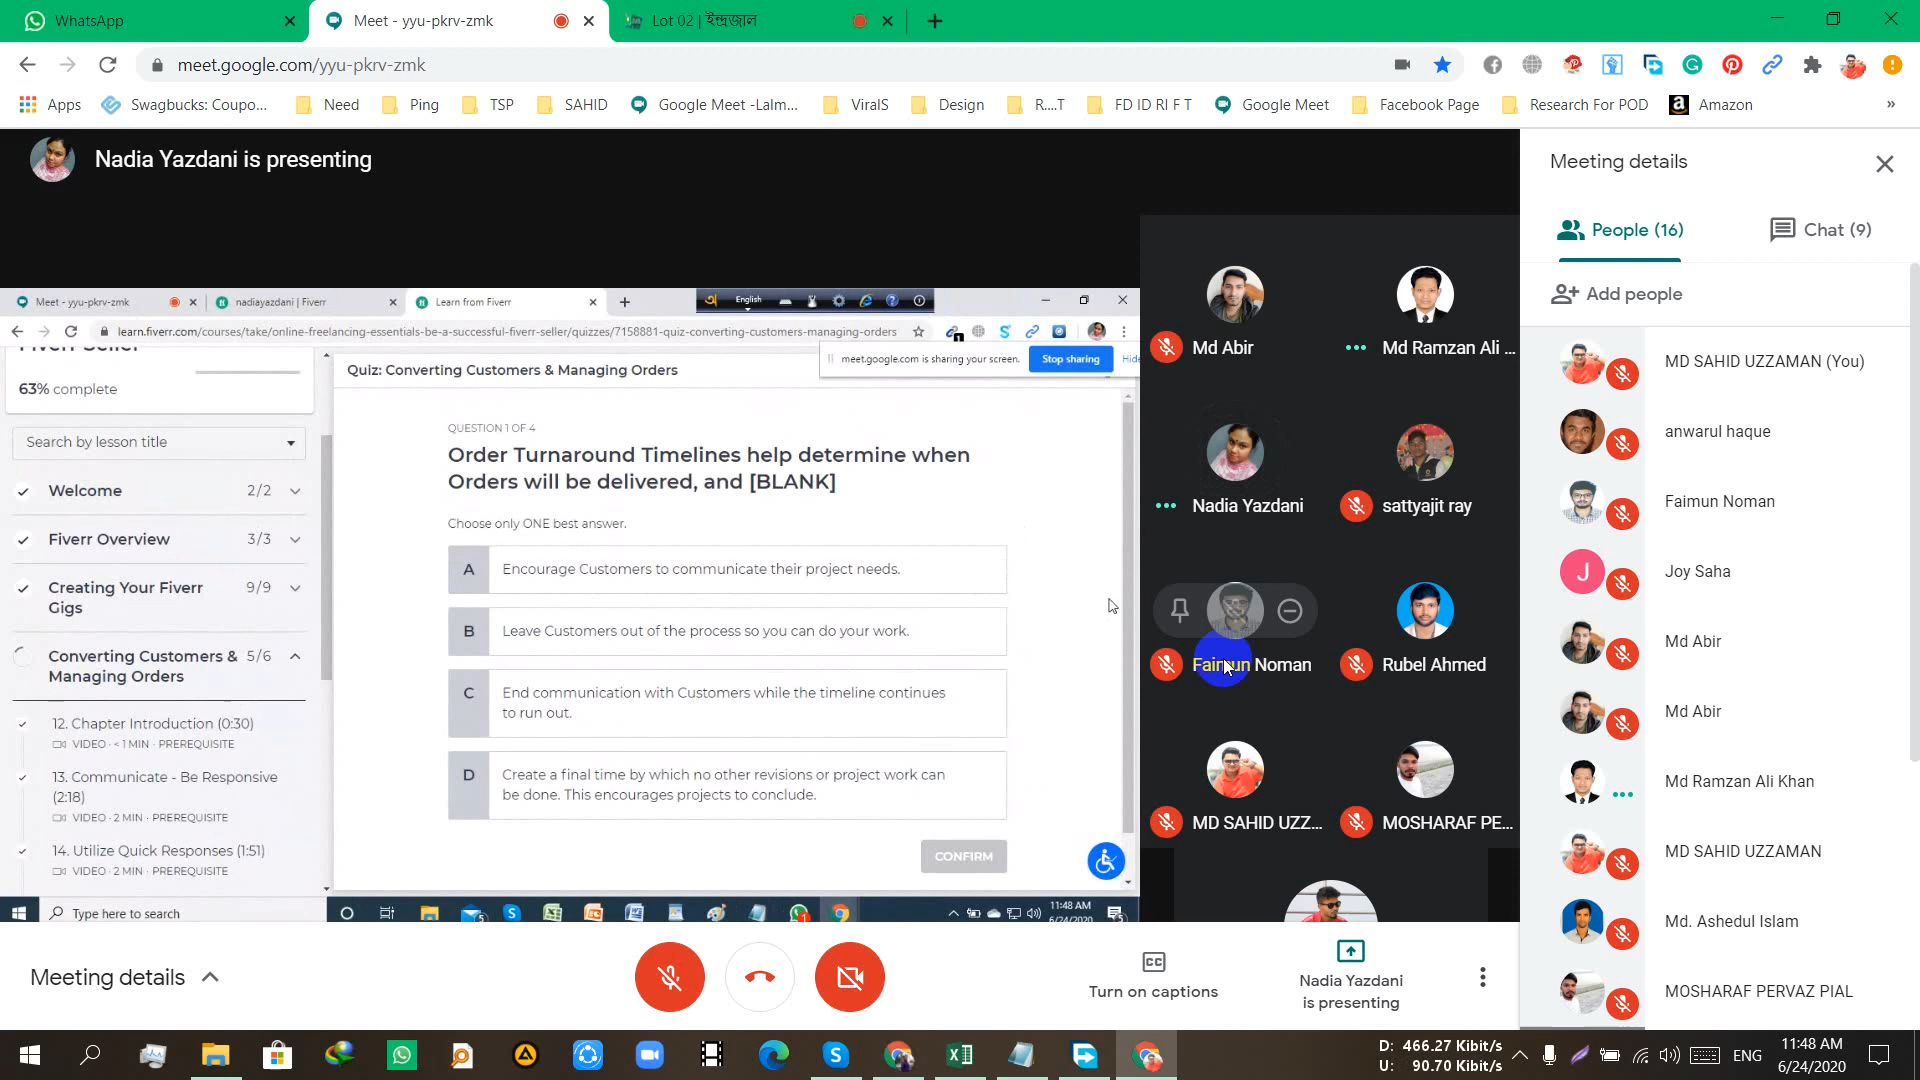 WhatsApp
Meet - yyu-pkrv-zmk
Lot 02 | ইন্দ্রজাল
meet.google.com/yyu-pkrv-zmk
Apps
Swagbucks: Coupo...
Need
Ping
TSP
SAHID
Google Meet -Lalm...
ViralS
Design
R....T
FD ID RI F T
Google Meet
Facebook Page
Research For POD
Amazon
»
Nadia Yazdani is presenting
Meet - yyu-pkrv-zmk
nadiayazdani | Fiverr
Learn from Fiverr
English
learn.fiverr.com/courses/take/online-freelancing-essentials-be-a-successful-fiverr-seller/quizzes/7158881-quiz-converting-customers-managing-orders
meet.google.com is sharing your screen.
Stop sharing
Hide
Fiverr Seller
63% complete
Search by lesson title
Welcome 2/2
Fiverr Overview 3/3
Creating Your Fiverr 9/9
Gigs
Converting Customers & 5/6
Managing Orders
12. Chapter Introduction (0:30)
VIDEO · < 1 MIN · PREREQUISITE
13. Communicate - Be Responsive
(2:18)
VIDEO · 2 MIN · PREREQUISITE
14. Utilize Quick Responses (1:51)
VIDEO · 2 MIN · PREREQUISITE
Quiz: Converting Customers & Managing Orders
QUESTION 1 OF 4
Order Turnaround Timelines help determine when
Orders will be delivered, and [BLANK]
Choose only ONE best answer.
A Encourage Customers to communicate their project needs.
B Leave Customers out of the process so you can do your work.
C End communication with Customers while the timeline continues
to run out.
D Create a final time by which no other revisions or project work can
be done. This encourages projects to conclude.
CONFIRM
Type here to search
11:48 AM
6/24/2020
Md Abir
Md Ramzan Ali ...
Nadia Yazdani
sattyajit ray
Faimun Noman
Rubel Ahmed
MD SAHID UZZ...
MOSHARAF PE...
Meeting details
People (16)
Chat (9)
Add people
MD SAHID UZZAMAN (You)
anwarul haque
Faimun Noman
J Joy Saha
Md Abir
Md Abir
Md Ramzan Ali Khan
MD SAHID UZZAMAN
Md. Ashedul Islam
MOSHARAF PERVAZ PIAL
Meeting details
Turn on captions
Nadia Yazdani
is presenting
D: 466.27 Kibit/s
U: 90.70 Kibit/s
ENG
11:48 AM
6/24/2020